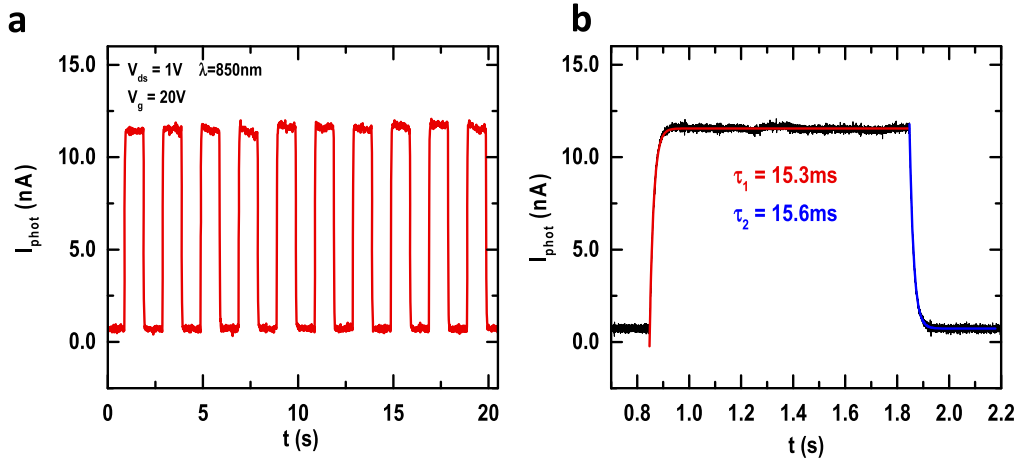 a
V_ds = 1V λ=850nm
V_g = 20V
I_phot (nA)
15.0
10.0
5.0
0.0
0 5 10 15 20
t (s)
b
τ_1 = 15.3ms
τ_2 = 15.6ms
I_phot (nA)
15.0
10.0
5.0
0.0
0.8 1.0 1.2 1.4 1.6 1.8 2.0 2.2
t (s)